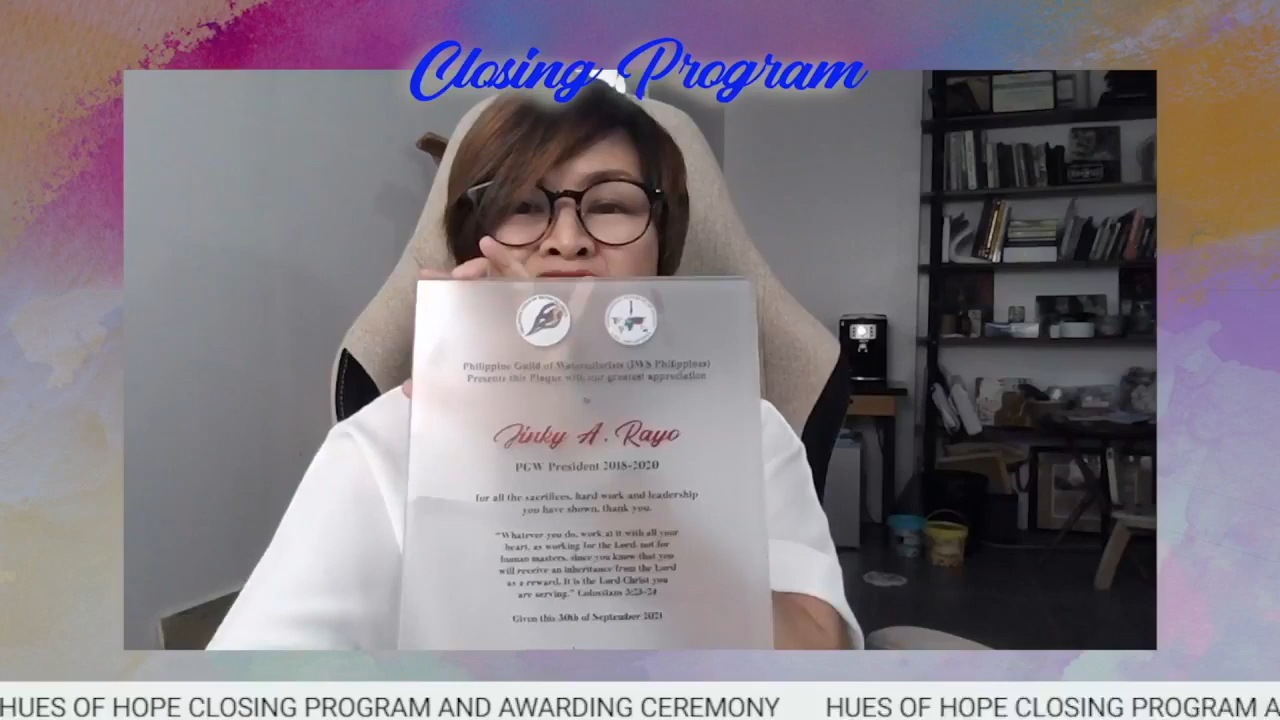 Closing Program
Philippine Guild of Watercolorists (IWS Philippines)
Presents this Plaque with our greatest appreciation
to
Jinky A. Rayo
PGW President 2018-2020
for all the sacrifices, hard work and leadership
you have shown, thank you.
"Whatever you do, work at it with all your
heart, as working for the Lord, not for
human masters, since you know that you
will receive an inheritance from the Lord
as a reward. It is the Lord Christ you
are serving." Colossians 3:23-24
Given this 30th of September 2021
HUES OF HOPE CLOSING PROGRAM AND AWARDING CEREMONY HUES OF HOPE CLOSING PROGRAM A